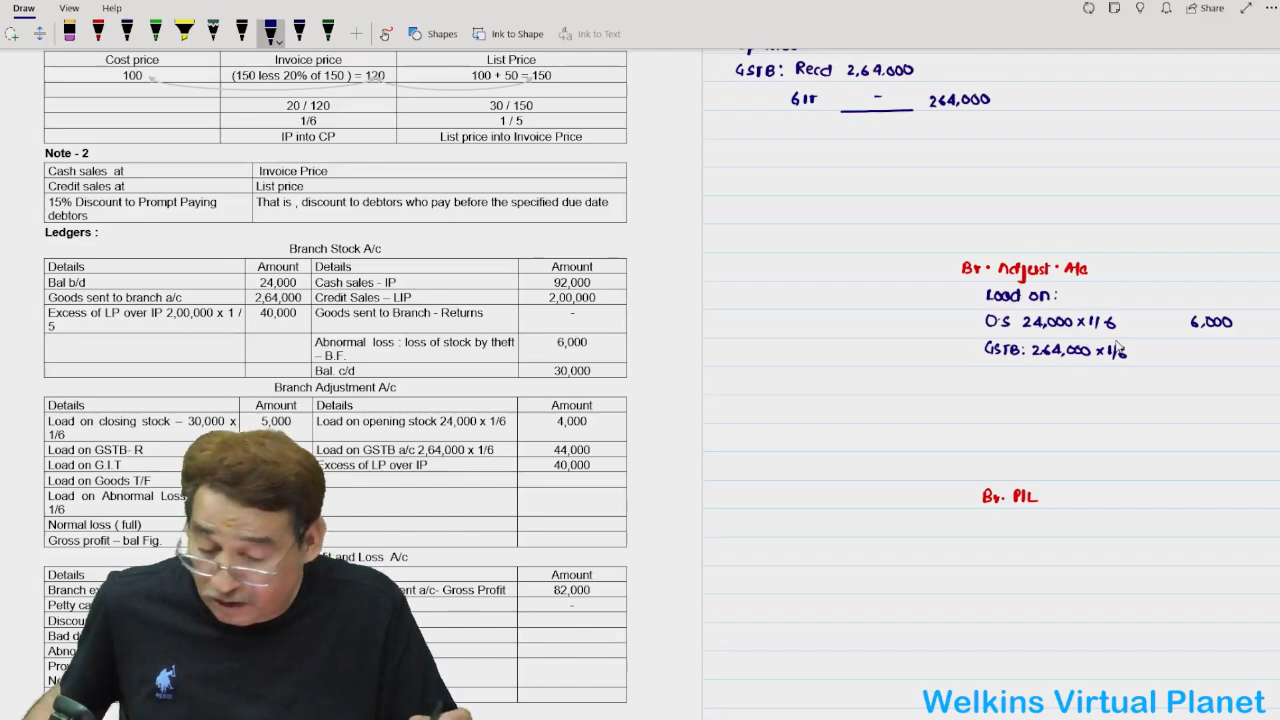 Draw View Help
Share
Shapes Ink to Shape Ink to Text
Cost price Invoice price List Price
100 (150 less 20% of 150 ) = 120 100 + 50 = 150
20 / 120 30 / 150
1/6 1 / 5
IP into CP List price into Invoice Price
Note - 2
Cash sales at Invoice Price
Credit sales at List price
15% Discount to Prompt Paying debtors That is , discount to debtors who pay before the specified due date
Ledgers :
Branch Stock A/c
Details Amount Details Amount
Bal b/d 24,000 Cash sales - IP 92,000
Goods sent to branch a/c 2,64,000 Credit Sales – LIP 2,00,000
Excess of LP over IP 2,00,000 x 1 / 5 40,000 Goods sent to Branch - Returns -
Abnormal loss : loss of stock by theft – B.F. 6,000
Bal. c/d 30,000
Branch Adjustment A/c
Details Amount Details Amount
Load on closing stock – 30,000 x 1/6 5,000 Load on opening stock 24,000 x 1/6 4,000
Load on GSTB- R Load on GSTB a/c 2,64,000 x 1/6 44,000
Load on G.I.T Excess of LP over IP 40,000
Load on Goods T/F
Load on Abnormal Loss 1/6
Normal loss ( full)
Gross profit – bal Fig.
and Loss A/c
Details Amount
Branch a/c- Gross Profit 82,000
Petty -
Bad
GSTB: Recd 2,64,000
GIT - 264,000
Br. Adjust. A/c
Load on:
O.S 24,000 x 1/6 6,000
GSTB: 264,000 x 1/6
Br. P/L
Welkins Virtual Planet